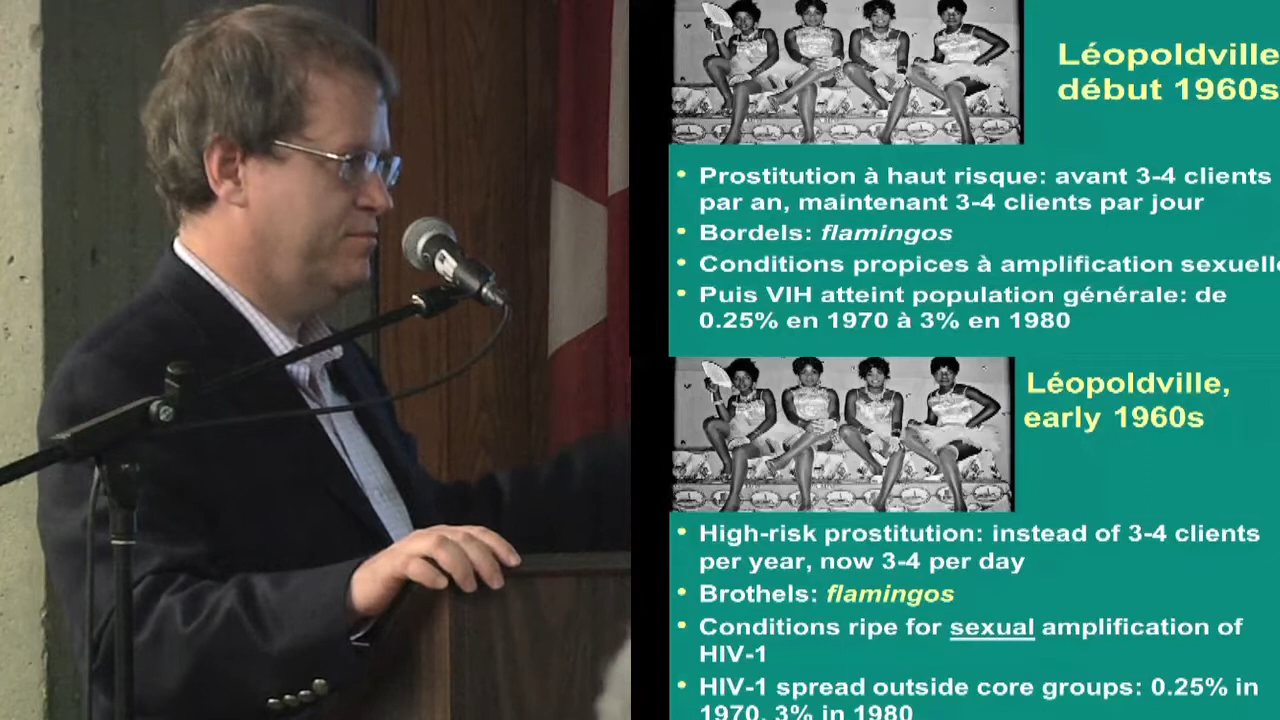 Léopoldville
début 1960s
• Prostitution à haut risque: avant 3-4 clients
par an, maintenant 3-4 clients par jour
• Bordels: flamingos
• Conditions propices à amplification sexuelle
• Puis VIH atteint population générale: de
0.25% en 1970 à 3% en 1980
Léopoldville,
early 1960s
• High-risk prostitution: instead of 3-4 clients
per year, now 3-4 per day
• Brothels: flamingos
• Conditions ripe for sexual amplification of
HIV-1
• HIV-1 spread outside core groups: 0.25% in
1970, 3% in 1980